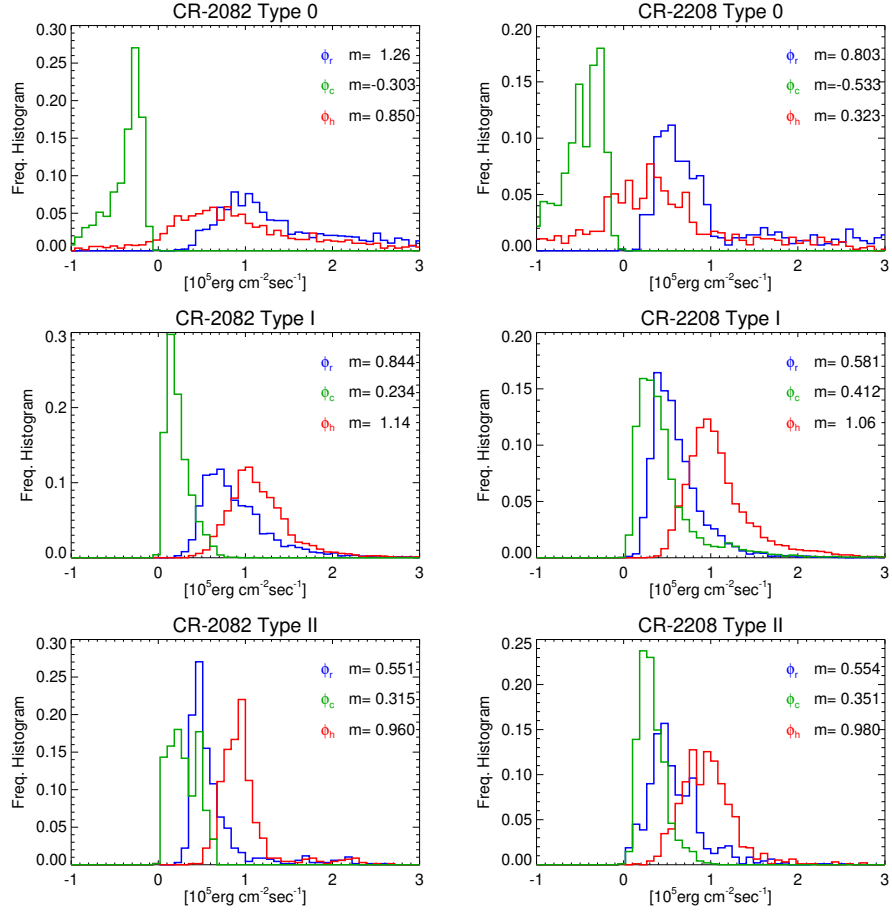 CR-2082 Type 0
Freq. Histogram
0.30
0.25
0.20
0.15
0.10
0.05
0.00
ϕr m= 1.26
ϕc m=-0.303
ϕh m= 0.850
-1 0 1 2 3
[10⁵erg cm⁻²sec⁻¹]
CR-2208 Type 0
Freq. Histogram
0.20
0.15
0.10
0.05
0.00
ϕr m= 0.803
ϕc m=-0.533
ϕh m= 0.323
-1 0 1 2 3
[10⁵erg cm⁻²sec⁻¹]
CR-2082 Type I
Freq. Histogram
0.3
0.2
0.1
0.0
ϕr m= 0.844
ϕc m= 0.234
ϕh m= 1.14
-1 0 1 2 3
[10⁵erg cm⁻²sec⁻¹]
CR-2208 Type I
Freq. Histogram
0.20
0.15
0.10
0.05
0.00
ϕr m= 0.581
ϕc m= 0.412
ϕh m= 1.06
-1 0 1 2 3
[10⁵erg cm⁻²sec⁻¹]
CR-2082 Type II
Freq. Histogram
0.30
0.25
0.20
0.15
0.10
0.05
0.00
ϕr m= 0.551
ϕc m= 0.315
ϕh m= 0.960
-1 0 1 2 3
[10⁵erg cm⁻²sec⁻¹]
CR-2208 Type II
Freq. Histogram
0.25
0.20
0.15
0.10
0.05
0.00
ϕr m= 0.554
ϕc m= 0.351
ϕh m= 0.980
-1 0 1 2 3
[10⁵erg cm⁻²sec⁻¹]